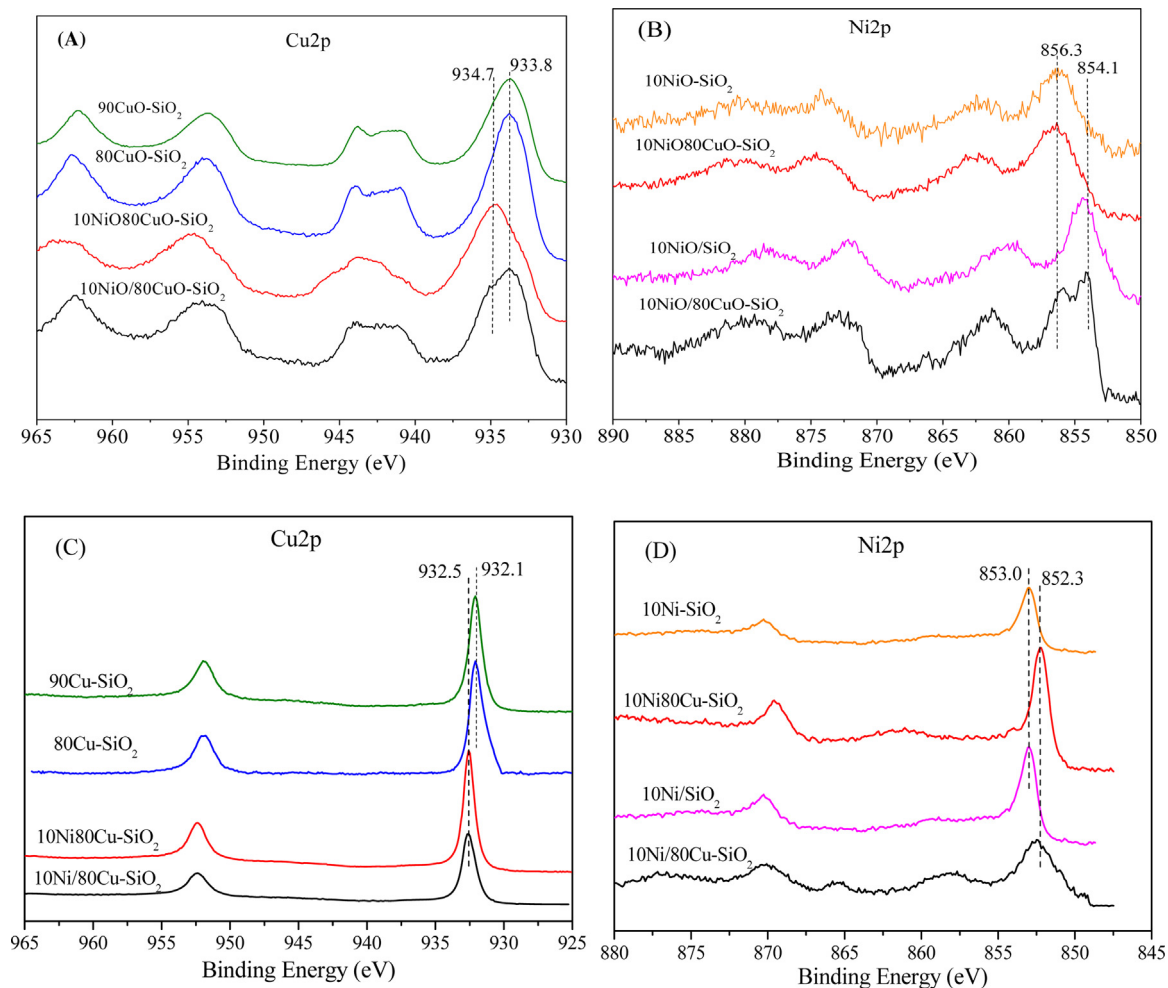 (A)
Cu2p
934.7
933.8
90CuO-SiO2
80CuO-SiO2
10NiO80CuO-SiO2
10NiO/80CuO-SiO2
965 960 955 950 945 940 935 930
Binding Energy (eV)
(B)
Ni2p
856.3
854.1
10NiO-SiO2
10NiO80CuO-SiO2
10NiO/SiO2
10NiO/80CuO-SiO2
890 885 880 875 870 865 860 855 850
Binding Energy (eV)
(C)
Cu2p
932.5
932.1
90Cu-SiO2
80Cu-SiO2
10Ni80Cu-SiO2
10Ni/80Cu-SiO2
965 960 955 950 945 940 935 930 925
Binding Energy (eV)
(D)
Ni2p
853.0
852.3
10Ni-SiO2
10Ni80Cu-SiO2
10Ni/SiO2
10Ni/80Cu-SiO2
880 875 870 865 860 855 850 845
Binding Energy (eV)